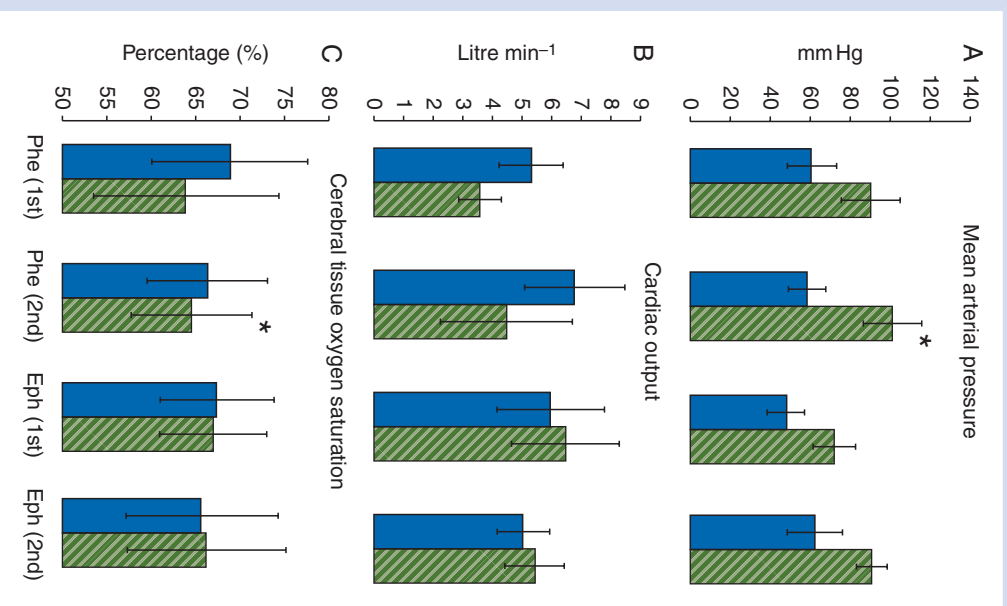 A
Mean arterial pressure
mm Hg
140
120
100
80
60
40
20
0
*
B
Cardiac output
Litre min–1
9
8
7
6
5
4
3
2
1
0
C
Cerebral tissue oxygen saturation
Percentage (%)
80
75
70
65
60
55
50
*
Phe (1st) Phe (2nd) Eph (1st) Eph (2nd)